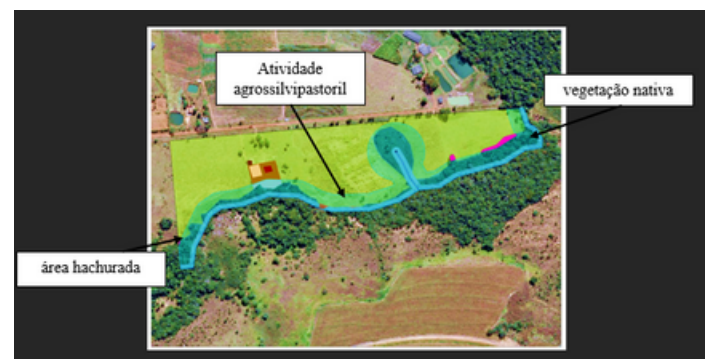 Atividade
agrossilvipastoril
vegetação nativa
área hachurada